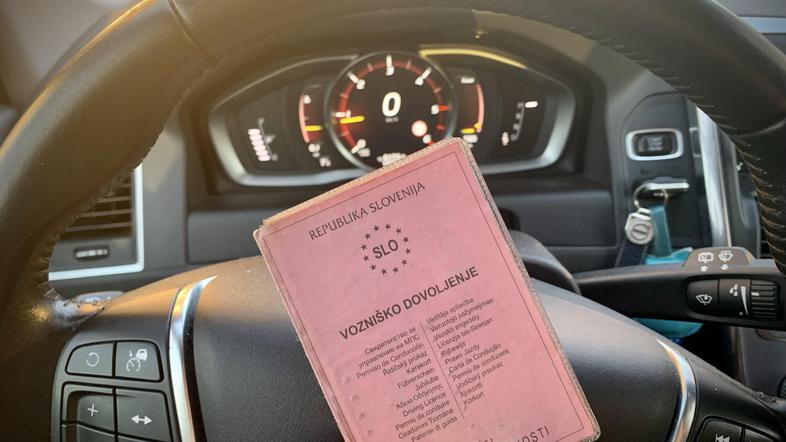 0
REPUBLIKA SLOVENIJA
SLO
VOZNIŠKO DOVOLJENJE
Свидетелство за
управление на МПС
Permiso de Conducción
Řidičský průkaz
Kørekort
Führerschein
Juhiluba
Άδεια Οδήγησης
Driving Licence
Permis de conduire
Ceadúnas Tiomána
Patente di guida
Vadītāja apliecība
Vairuotojo pažymėjimas
Vezetői engedély
Liċenzja tas-Sewqan
Rijbewijs
Prawo Jazdy
Carta de Condução
Permis de conducere
Vodičský preukaz
Ajokortti
Körkort